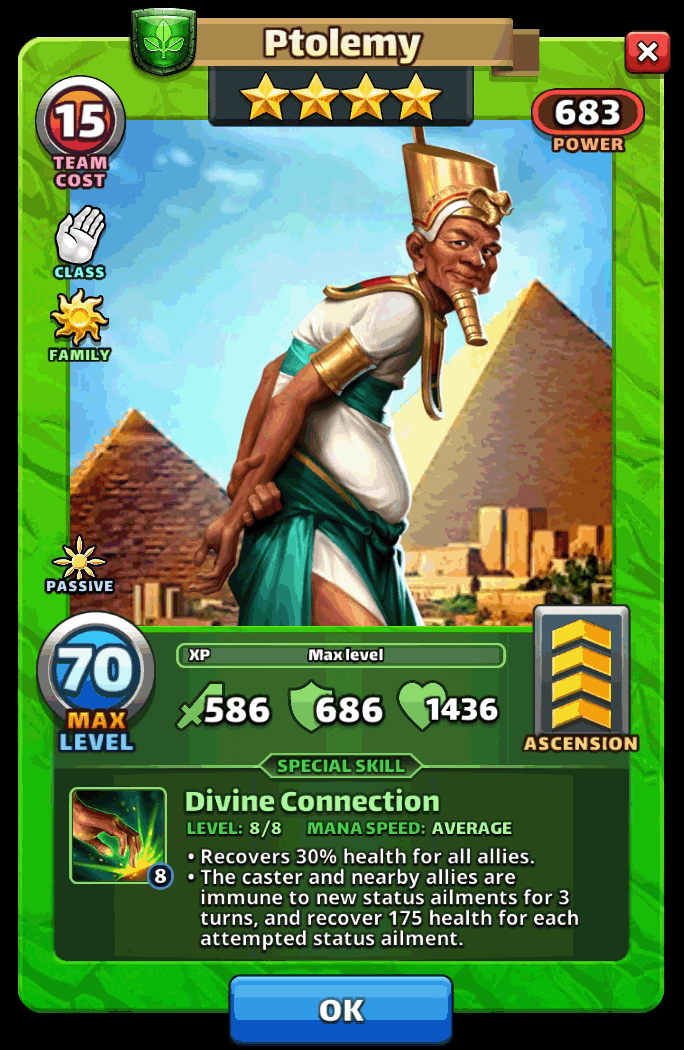 Ptolemy
15
TEAM
COST
683
POWER
CLASS
FAMILY
PASSIVE
70
MAX
LEVEL
XP Max level
586 686 1436
ASCENSION
SPECIAL SKILL
Divine Connection
LEVEL: 8/8 MANA SPEED: AVERAGE
8
• Recovers 30% health for all allies.
• The caster and nearby allies are
immune to new status ailments for 3
turns, and recover 175 health for each
attempted status ailment.
OK